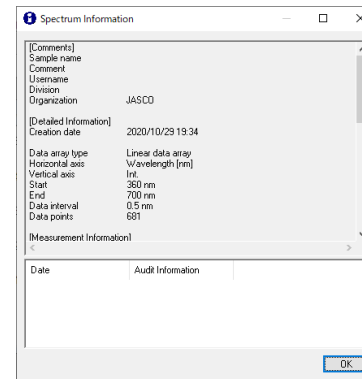 Spectrum Information
[Comments]
Sample name
Comment
Username
Division
Organization JASCO
[Detailed Information]
Creation date 2020/10/29 19:34
Data array type Linear data array
Horizontal axis Wavelength [nm]
Vertical axis Int.
Start 360 nm
End 700 nm
Data interval 0.5 nm
Data points 681
[Measurement Information]
Date Audit Information
OK